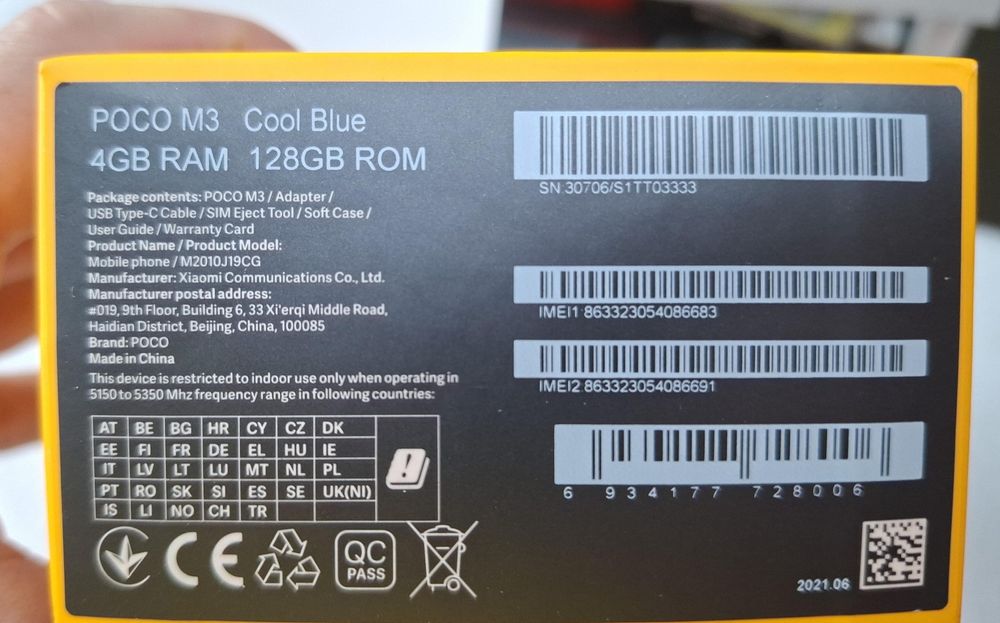 POCO M3 Cool Blue
4GB RAM 128GB ROM
Package contents: POCO M3 / Adapter /
USB Type-C Cable / SIM Eject Tool / Soft Case /
User Guide / Warranty Card
Product Name / Product Model:
Mobile phone / M2010J19CG
Manufacturer: Xiaomi Communications Co., Ltd.
Manufacturer postal address:
#019, 9th Floor, Building 6, 33 Xi'erqi Middle Road,
Haidian District, Beijing, China, 100085
Brand: POCO
Made in China
This device is restricted to indoor use only when operating in
5150 to 5350 Mhz frequency range in following countries:
AT BE BG HR CY CZ DK
EE FI FR DE EL HU IE
IT LV LT LU MT NL PL
PT RO SK SI ES SE UK(NI)
IS LI NO CH TR
CE
QC
PASS
SN:30706/S1TT03333
IMEI1 863323054086683
IMEI2 863323054086691
6 934177 728006
2021.06